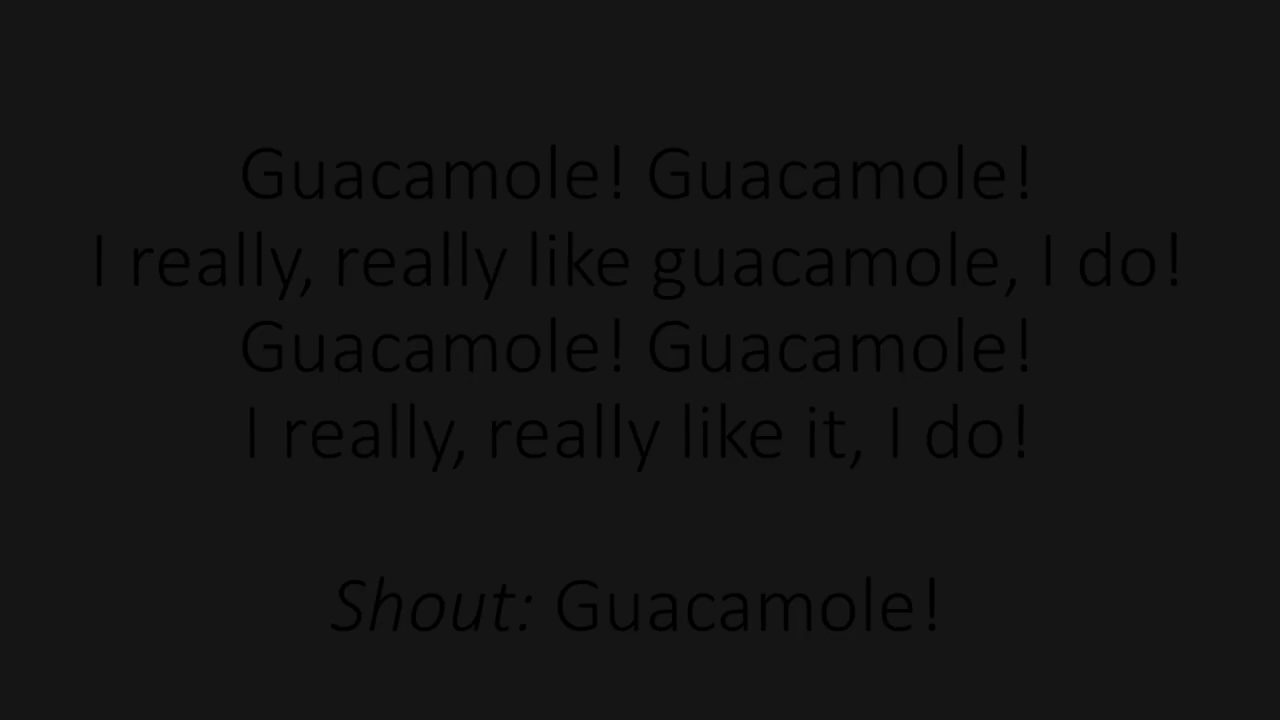 Guacamole! Guacamole!
I really, really like guacamole, I do!
Guacamole! Guacamole!
I really, really like it, I do!
Shout: Guacamole!